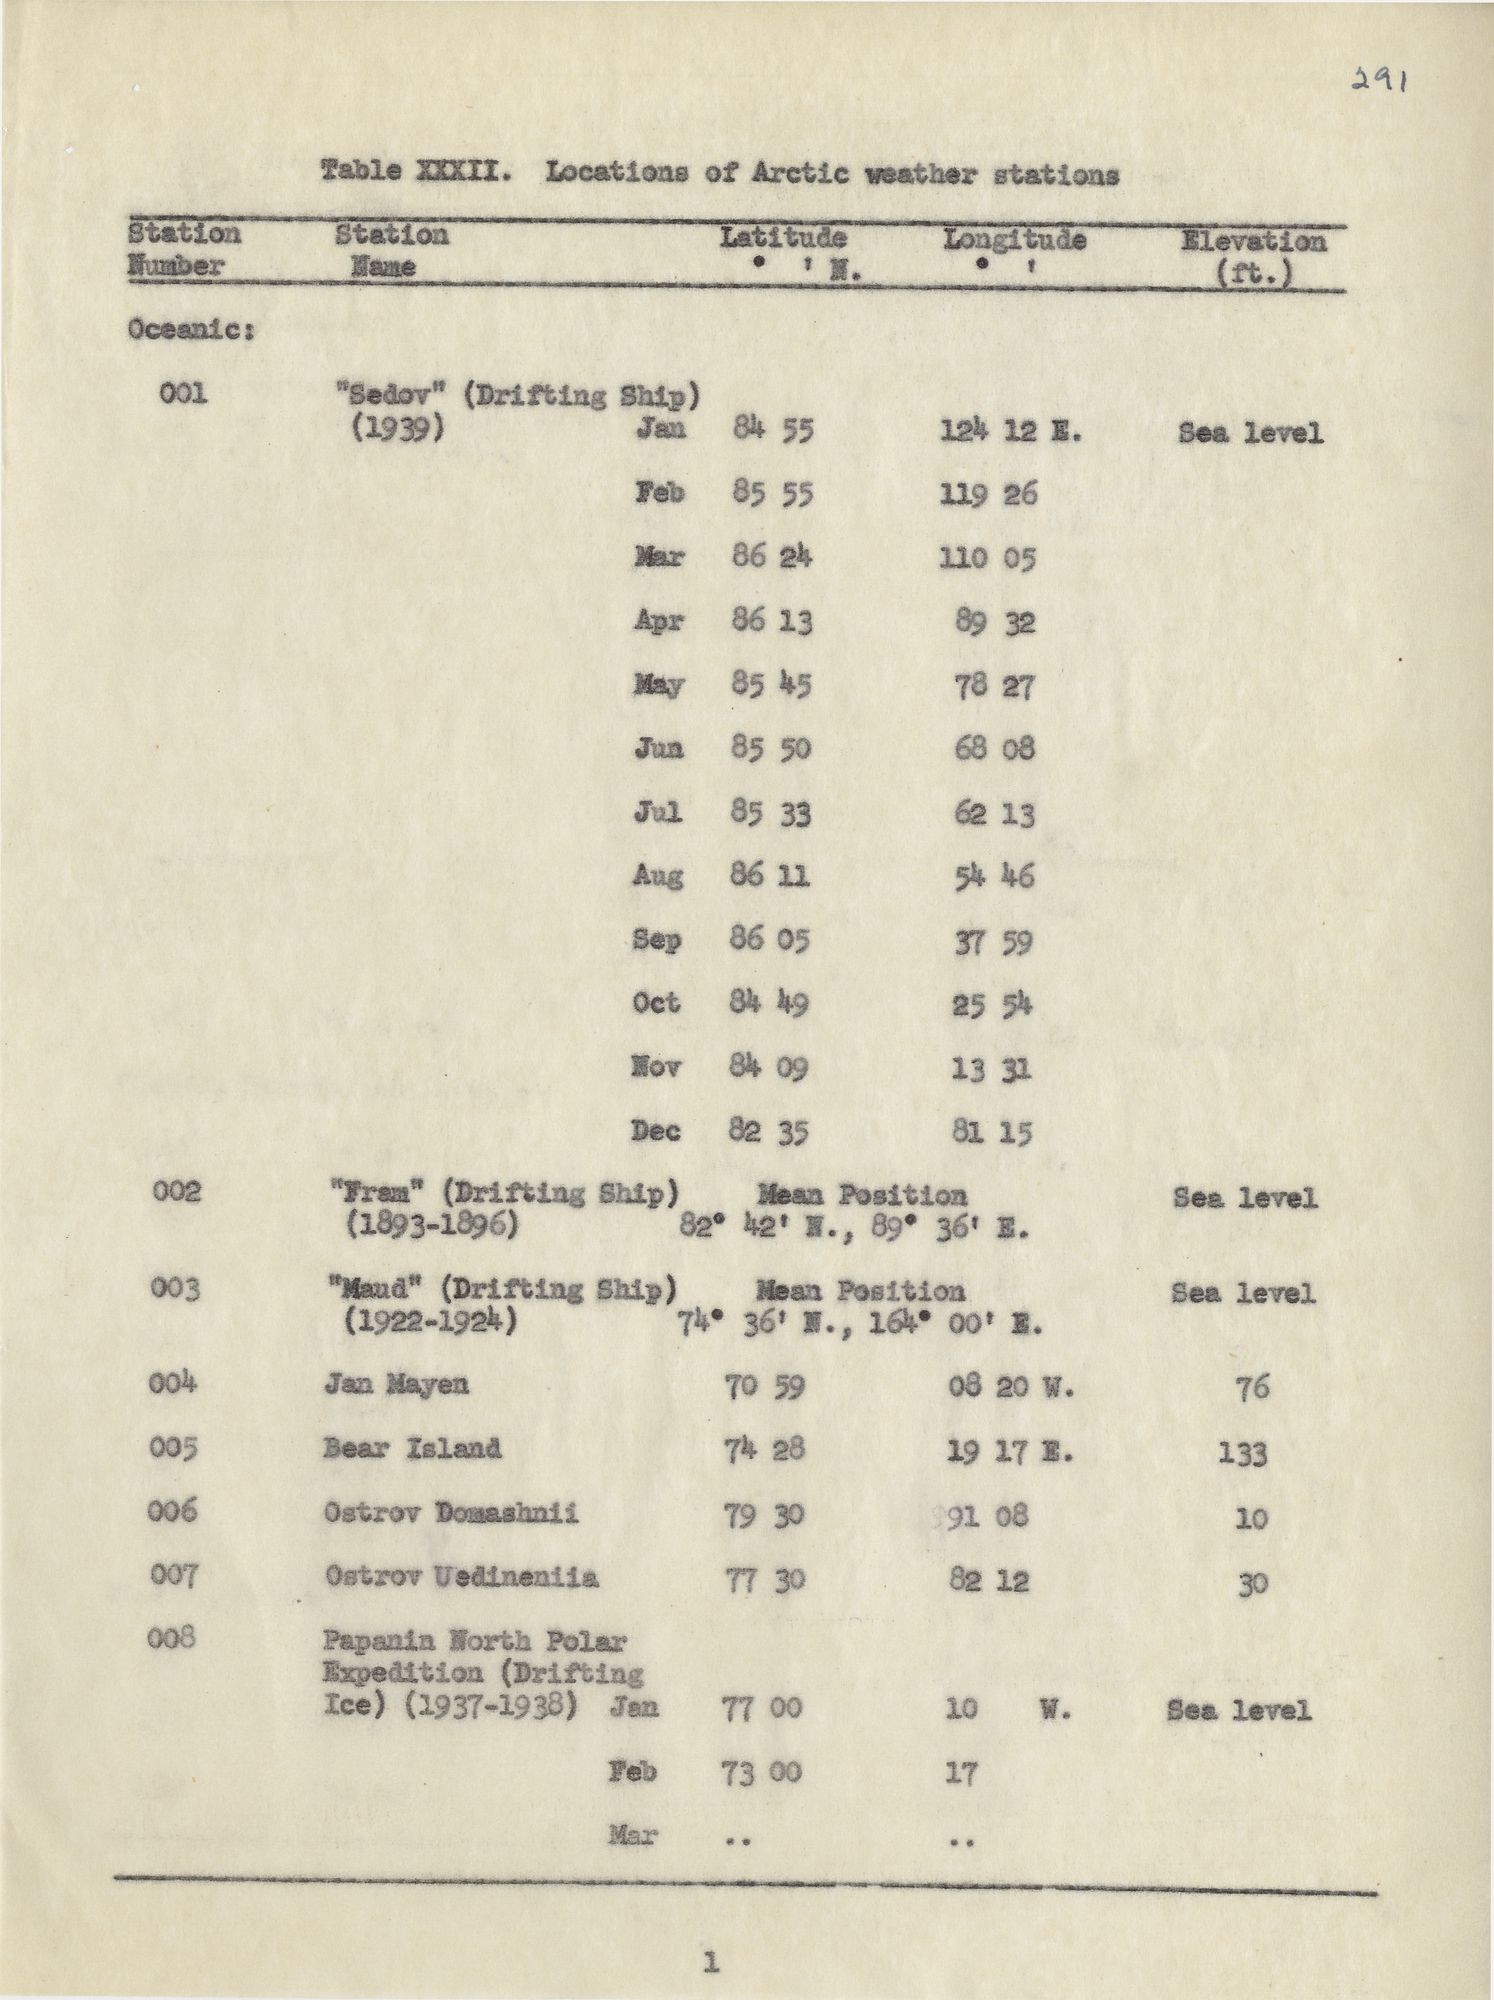 291
Table XXXII. Locations of Arctic weather stations
Station Station Latitude Longitude Elevation
Number Name ° ' N. ° ' (ft.)
Oceanic:
001 "Sedov" (Drifting Ship)
(1939) Jan 84 55 124 12 E. Sea level
Feb 85 55 119 26
Mar 86 24 110 05
Apr 86 13 89 32
May 85 45 78 27
Jun 85 50 68 08
Jul 85 33 62 13
Aug 86 11 54 46
Sep 86 05 37 59
Oct 84 49 25 54
Nov 84 09 13 31
Dec 82 35 81 15
002 "Fram" (Drifting Ship) Mean Position Sea level
(1893-1896) 82° 42' N., 89° 36' E.
003 "Maud" (Drifting Ship) Mean Position Sea level
(1922-1924) 74° 36' N., 164° 00' E.
004 Jan Mayen 70 59 08 20 W. 76
005 Bear Island 74 28 19 17 E. 133
006 Ostrov Domashnii 79 30 91 08 10
007 Ostrov Uedineniia 77 30 82 12 30
008 Papanin North Polar
Expedition (Drifting
Ice) (1937-1938) Jan 77 00 10 W. Sea level
Feb 73 00 17
Mar .. ..
1